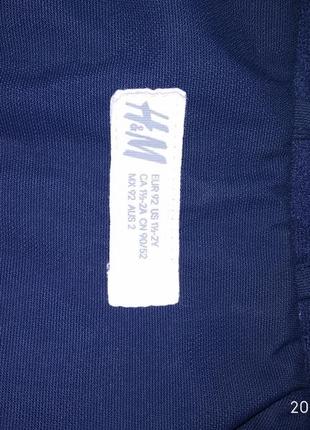 H&M
EUR 92 US 1½-2Y
CA 1½-2A CN 90/52
MX 92 AUS 2
20